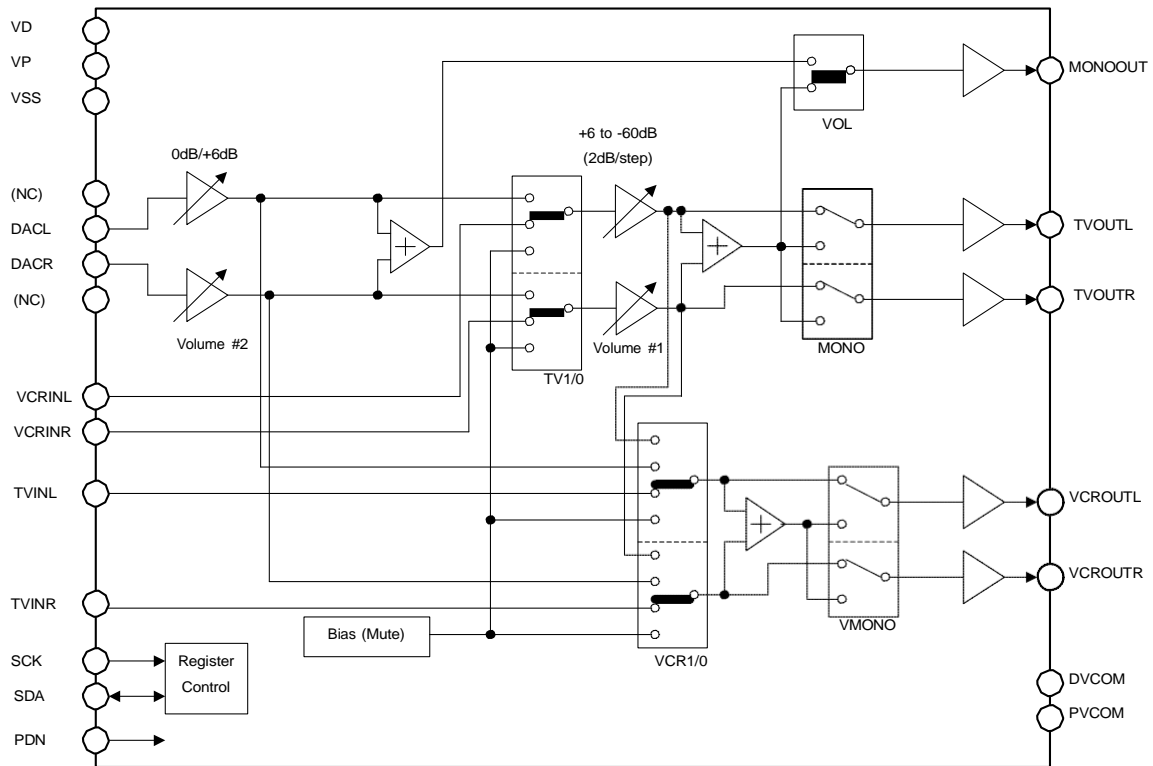 VD
VP
VSS
MONOOUT
VOL
0dB/+6dB
+6 to -60dB
(2dB/step)
(NC)
DACL
DACR
(NC)
+
+
TVOUTL
TVOUTR
Volume #2
Volume #1
MONO
TV1/0
VCRINL
VCRINR
TVINL
+
VCROUTL
VCROUTR
TVINR
Bias (Mute)
VMONO
VCR1/0
SCK
Register
Control
SDA
DVCOM
PVCOM
PDN